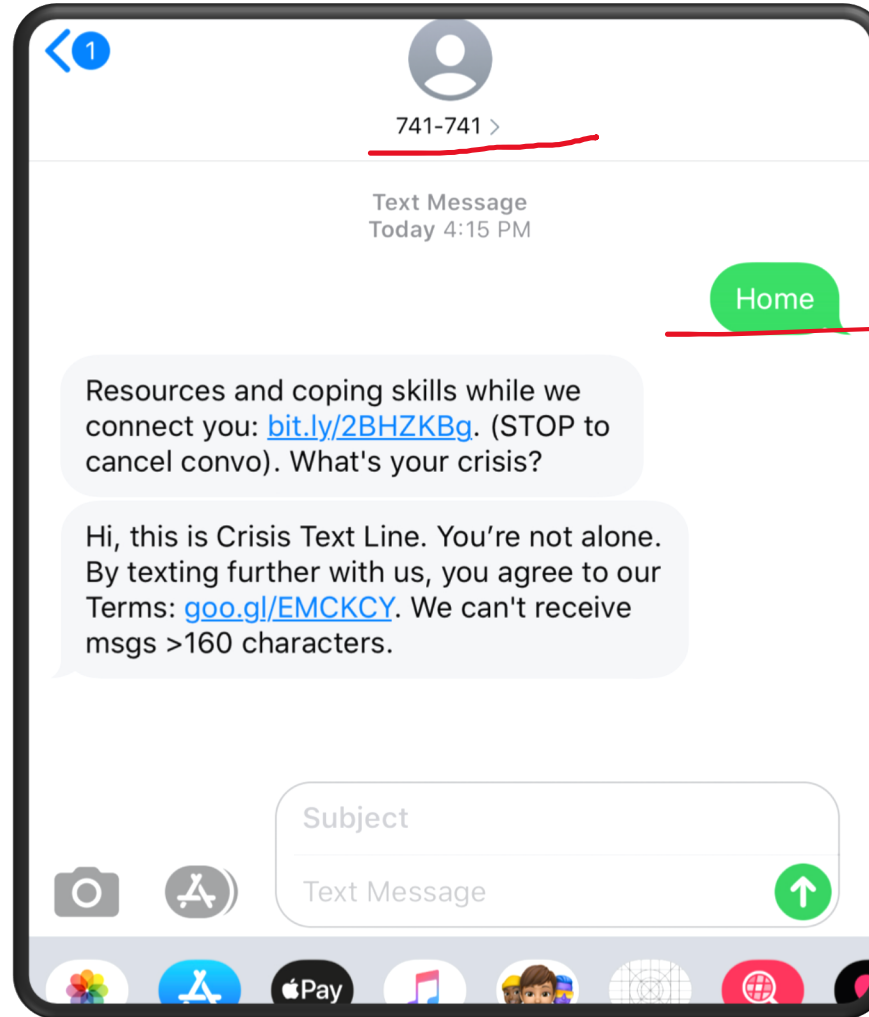 1
741-741
Text Message
Today 4:15 PM
Home
Resources and coping skills while we
connect you: bit.ly/2BHZKBg. (STOP to
cancel convo). What's your crisis?
Hi, this is Crisis Text Line. You’re not alone.
By texting further with us, you agree to our
Terms: goo.gl/EMCKCY. We can't receive
msgs >160 characters.
Subject
Text Message
Pay